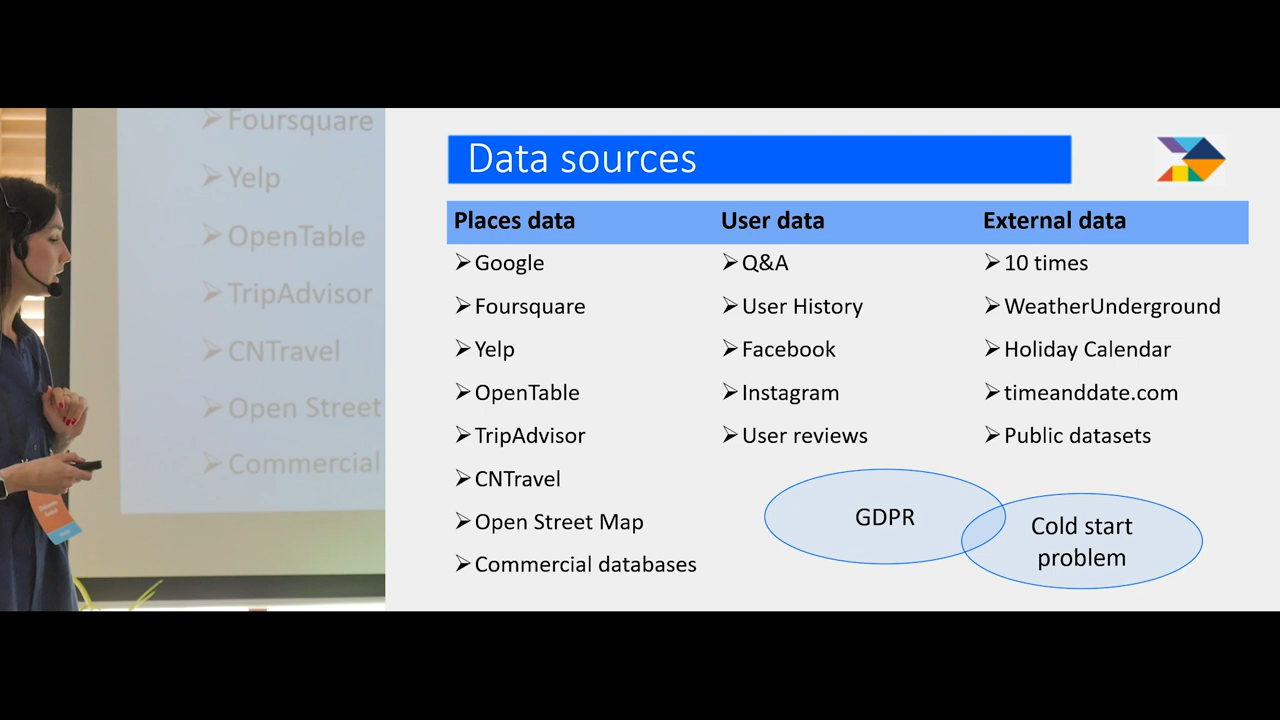 Foursquare
Yelp
OpenTable
TripAdvisor
CNTravel
Open Street
Commercial
Data sources
Places data
User data
External data
Google
Q&A
10 times
Foursquare
User History
WeatherUnderground
Yelp
Facebook
Holiday Calendar
OpenTable
Instagram
timeanddate.com
TripAdvisor
User reviews
Public datasets
CNTravel
Open Street Map
Commercial databases
GDPR
Cold start
problem